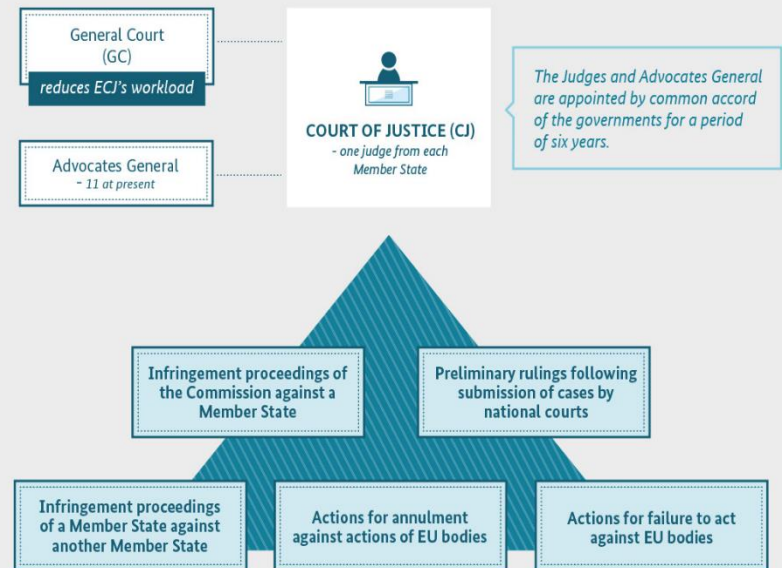 General Court
(GC)
reduces ECJ's workload
Advocates General
- 11 at present
COURT OF JUSTICE (CJ)
- one judge from each
Member State
The Judges and Advocates General
are appointed by common accord
of the governments for a period
of six years.
Infringement proceedings of
the Commission against a
Member State
Preliminary rulings following
submission of cases by
national courts
Infringement proceedings
of a Member State against
another Member State
Actions for annulment
against actions of EU bodies
Actions for failure to act
against EU bodies